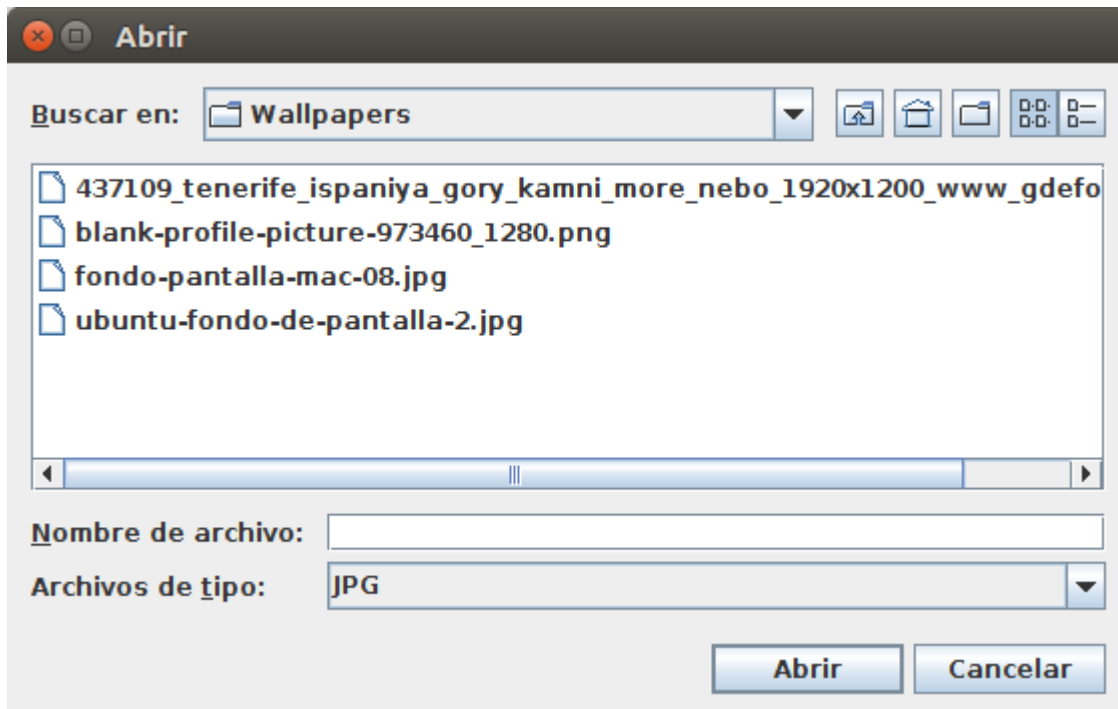 Abrir
Buscar en: Wallpapers
437109_tenerife_ispaniya_gory_kamni_more_nebo_1920x1200_www_gdefo
blank-profile-picture-973460_1280.png
fondo-pantalla-mac-08.jpg
ubuntu-fondo-de-pantalla-2.jpg
Nombre de archivo:
Archivos de tipo: JPG
Abrir Cancelar